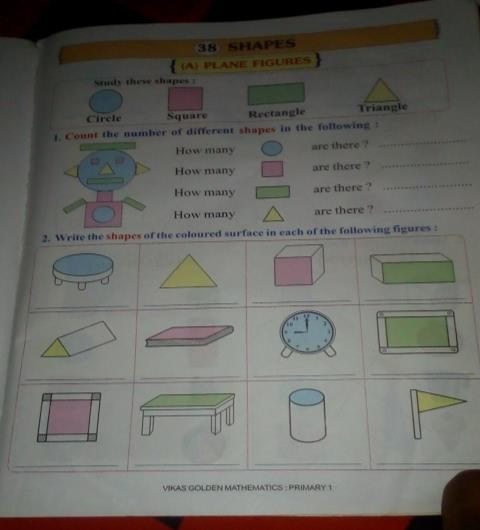 38 SHAPES
(A) PLANE FIGURES
Study these shapes :
Circle Square Rectangle Triangle
1. Count the number of different shapes in the following :
How many are there ? ..................
How many are there ? ..................
How many are there ? ..................
How many are there ? ..................
2. Write the shapes of the coloured surface in each of the following figures :
VIKAS GOLDEN MATHEMATICS : PRIMARY 1